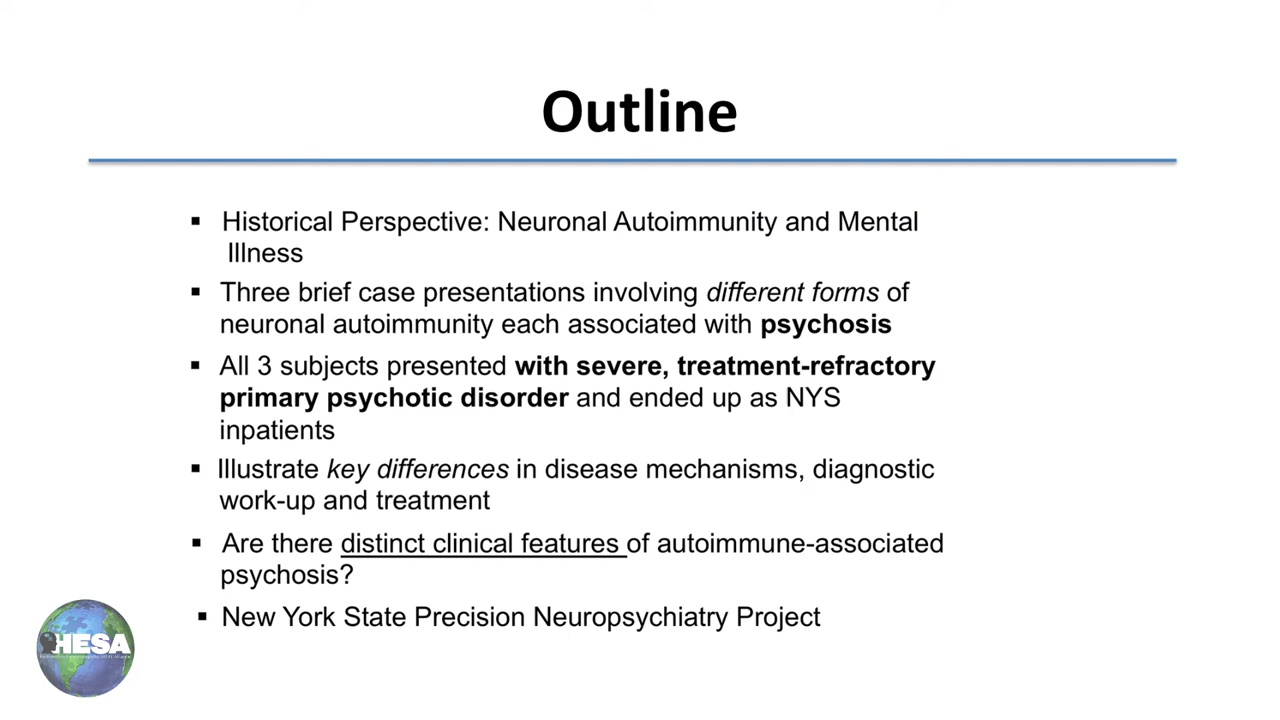 Outline
▪ Historical Perspective: Neuronal Autoimmunity and Mental
Illness
▪ Three brief case presentations involving different forms of
neuronal autoimmunity each associated with psychosis
▪ All 3 subjects presented with severe, treatment-refractory
primary psychotic disorder and ended up as NYS
inpatients
▪ Illustrate key differences in disease mechanisms, diagnostic
work-up and treatment
▪ Are there distinct clinical features of autoimmune-associated
psychosis?
▪ New York State Precision Neuropsychiatry Project
HESA